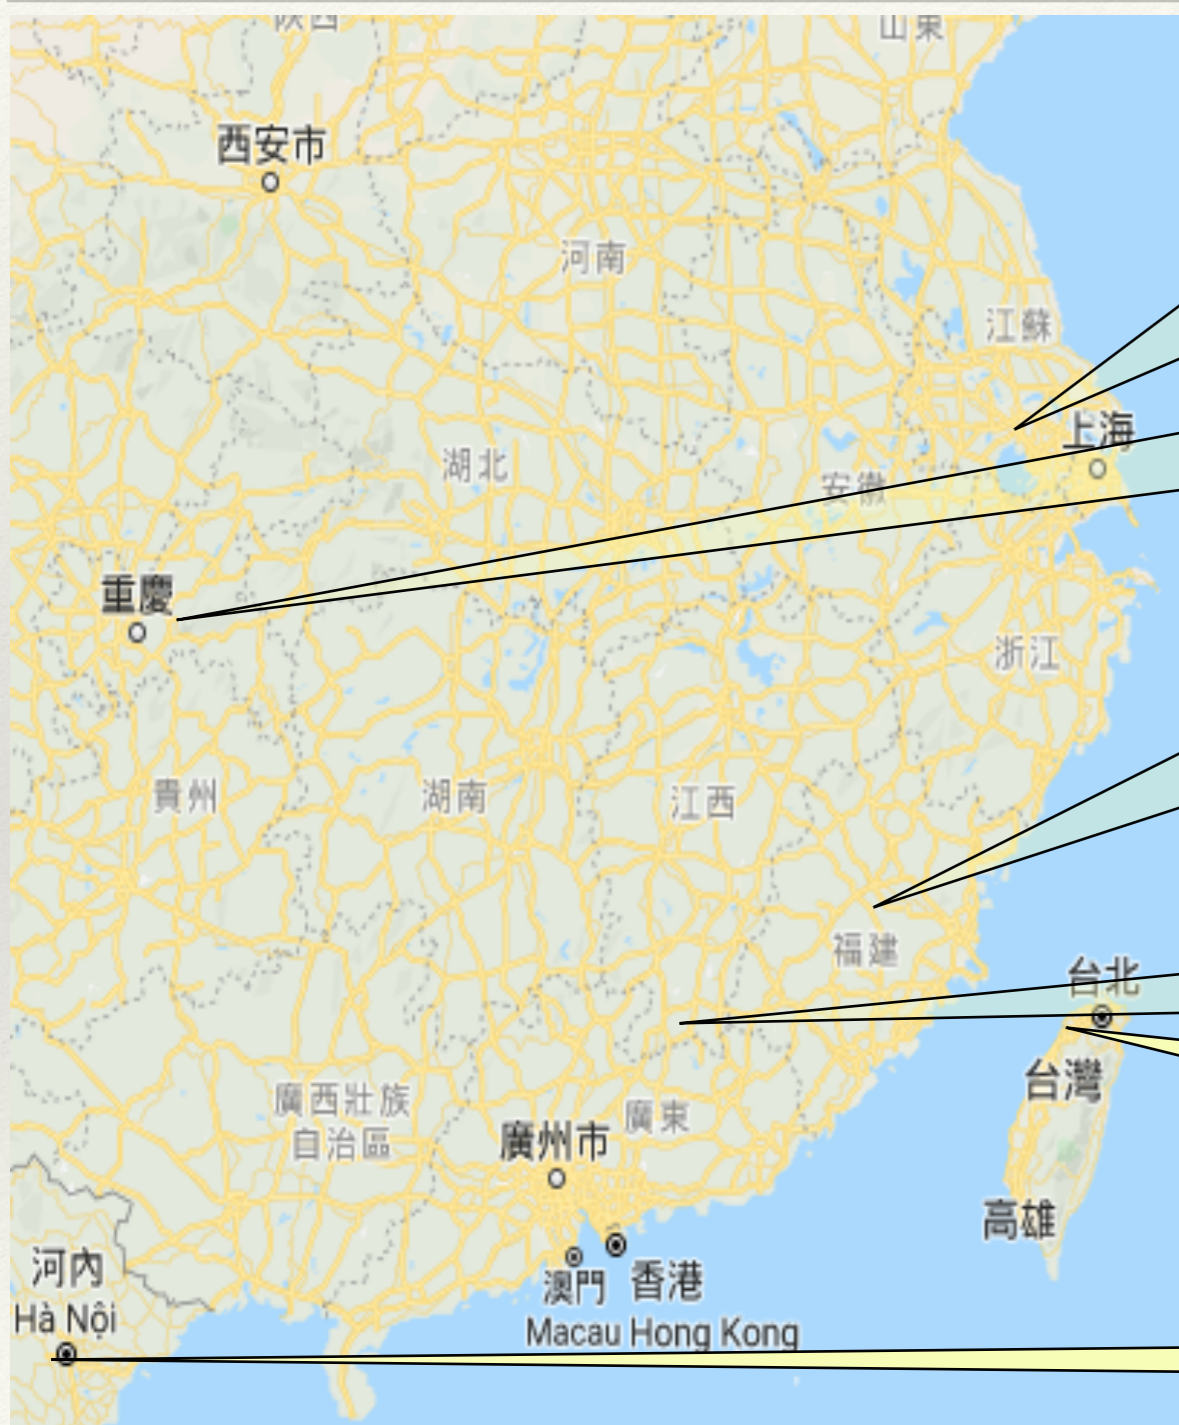 陝西
山東
西安市
河南
江蘇
上海
湖北
安徽
重慶
浙江
貴州
湖南
江西
福建
台北
台灣
廣西壯族
自治區
廣東
廣州市
高雄
河內
Hà Nội
澳門
香港
Macau Hong Kong